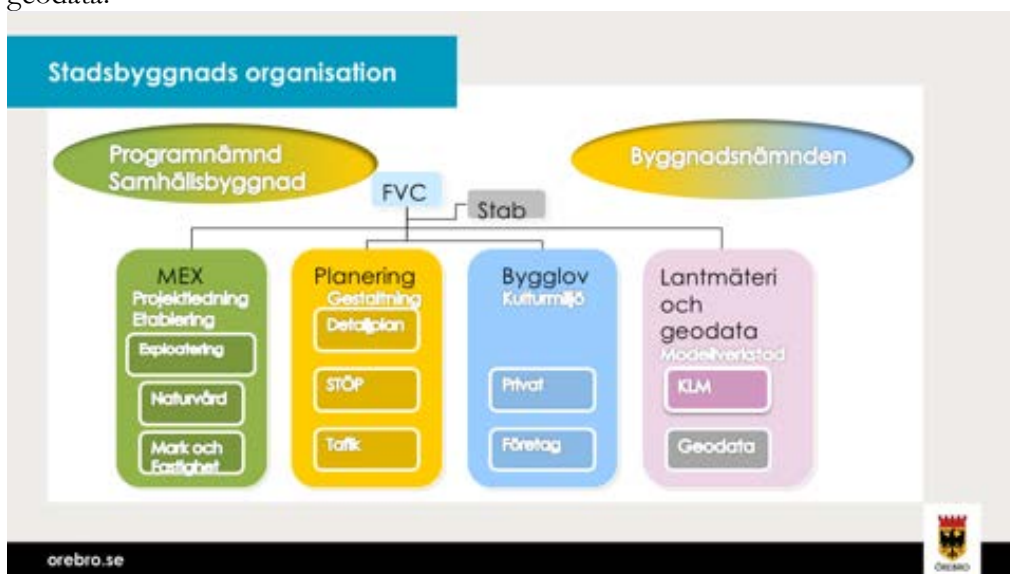 geodata.
Stadsbyggnads organisation
Programnämnd
Samhällsbyggnad
Byggnadsnämnden
FVC
Stab
MEX
Projektledning
Etablering
Exploatering
Naturvård
Mark och
Fastighet
Planering
Gestaltning
Detaljplan
STÖP
Tafik
Bygglov
Kulturmiljö
Privat
Företag
Lantmäteri
och
geodata
Modellverkstad
KLM
Geodata
orebro.se
ÖREBRO